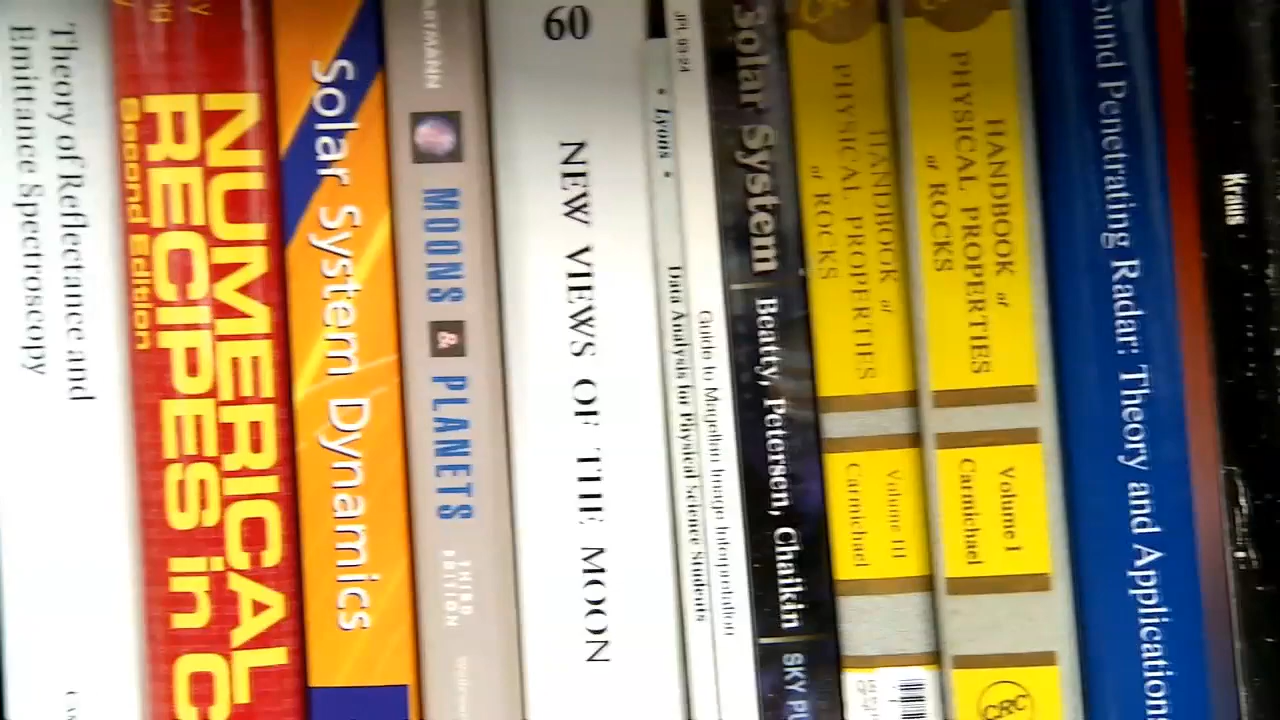 Theory of Reflectance and
Emittance Spectroscopy
NUMERICAL
RECIPES in C
Second Edition
Solar System Dynamics
MOONS & PLANETS
THIRD
EDITION
60
NEW VIEWS OF THE MOON
• Lyons •
Data Analysis for Physical Science Students
Guide to Magellan Image Interpretation
Solar System
Beatty, Petersen, Chaikin
SKY
HANDBOOK of
PHYSICAL PROPERTIES
of ROCKS
Volume III
Carmichael
HANDBOOK of
PHYSICAL PROPERTIES
of ROCKS
Volume I
Carmichael
CRC
Penetrating Radar: Theory and Application
Kraus